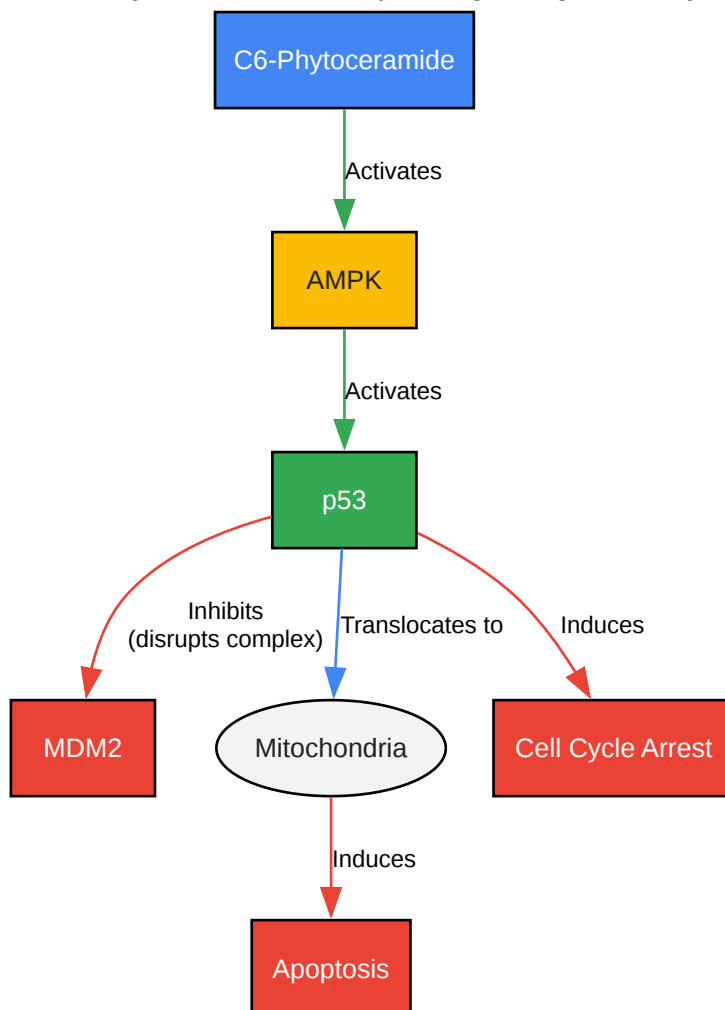 C6-Phytoceramide
Activates
AMPK
Activates
p53
Inhibits
(disrupts complex)
Translocates to
Induces
MDM2
Mitochondria
Cell Cycle Arrest
Induces
Apoptosis